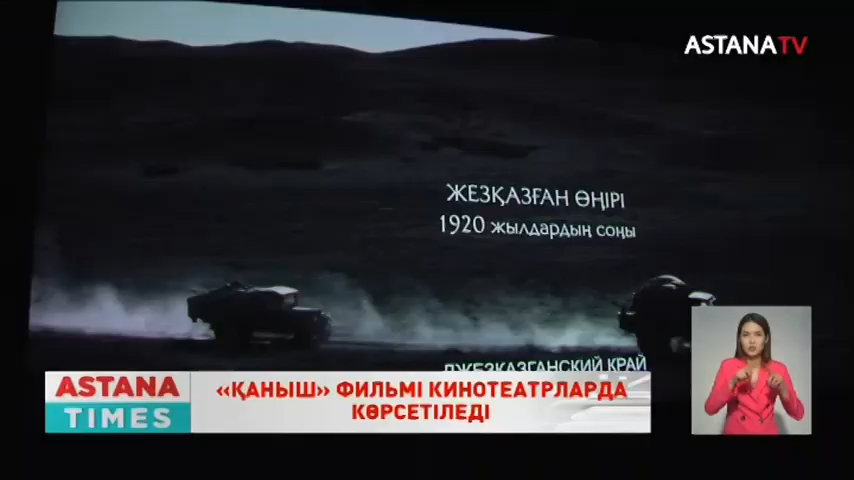 ASTANATV
ЖЕЗҚАЗҒАН ӨҢІРІ
1920 жылдардың соңы
ДЖЕЗКАЗГАНСКИЙ КРАЙ
ASTANA
TIMES
«ҚАНЫШ» ФИЛЬМІ КИНОТЕАТРЛАРДА
КӨРСЕТІЛЕДІ